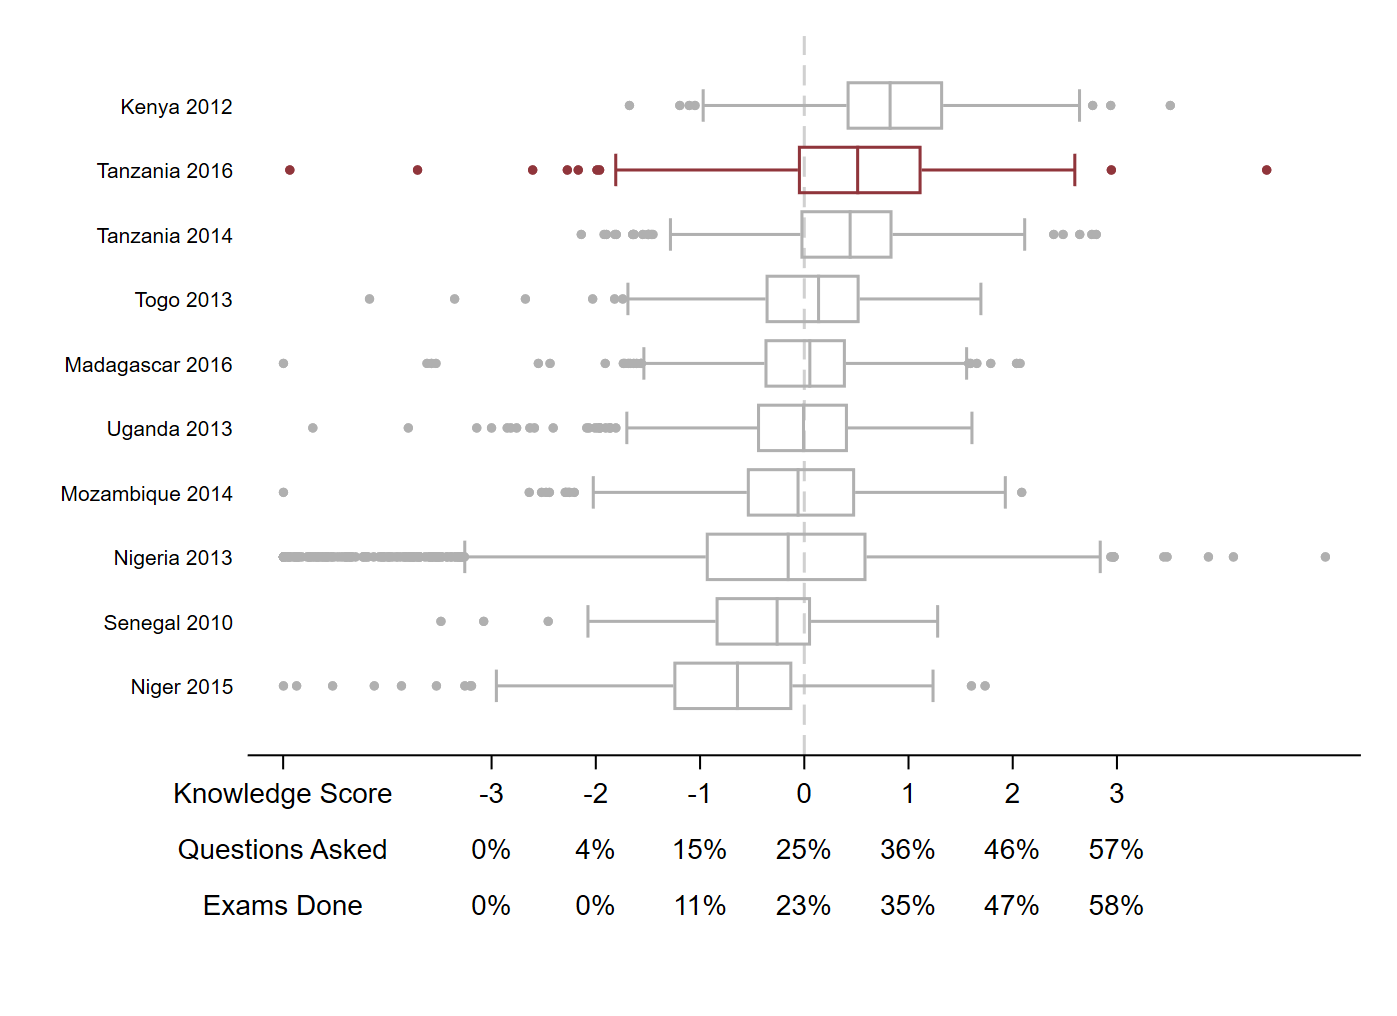 Kenya 2012
Tanzania 2016
Tanzania 2014
Togo 2013
Madagascar 2016
Uganda 2013
Mozambique 2014
Nigeria 2013
Senegal 2010
Niger 2015
Knowledge Score -3 -2 -1 0 1 2 3
Questions Asked 0% 4% 15% 25% 36% 46% 57%
Exams Done 0% 0% 11% 23% 35% 47% 58%